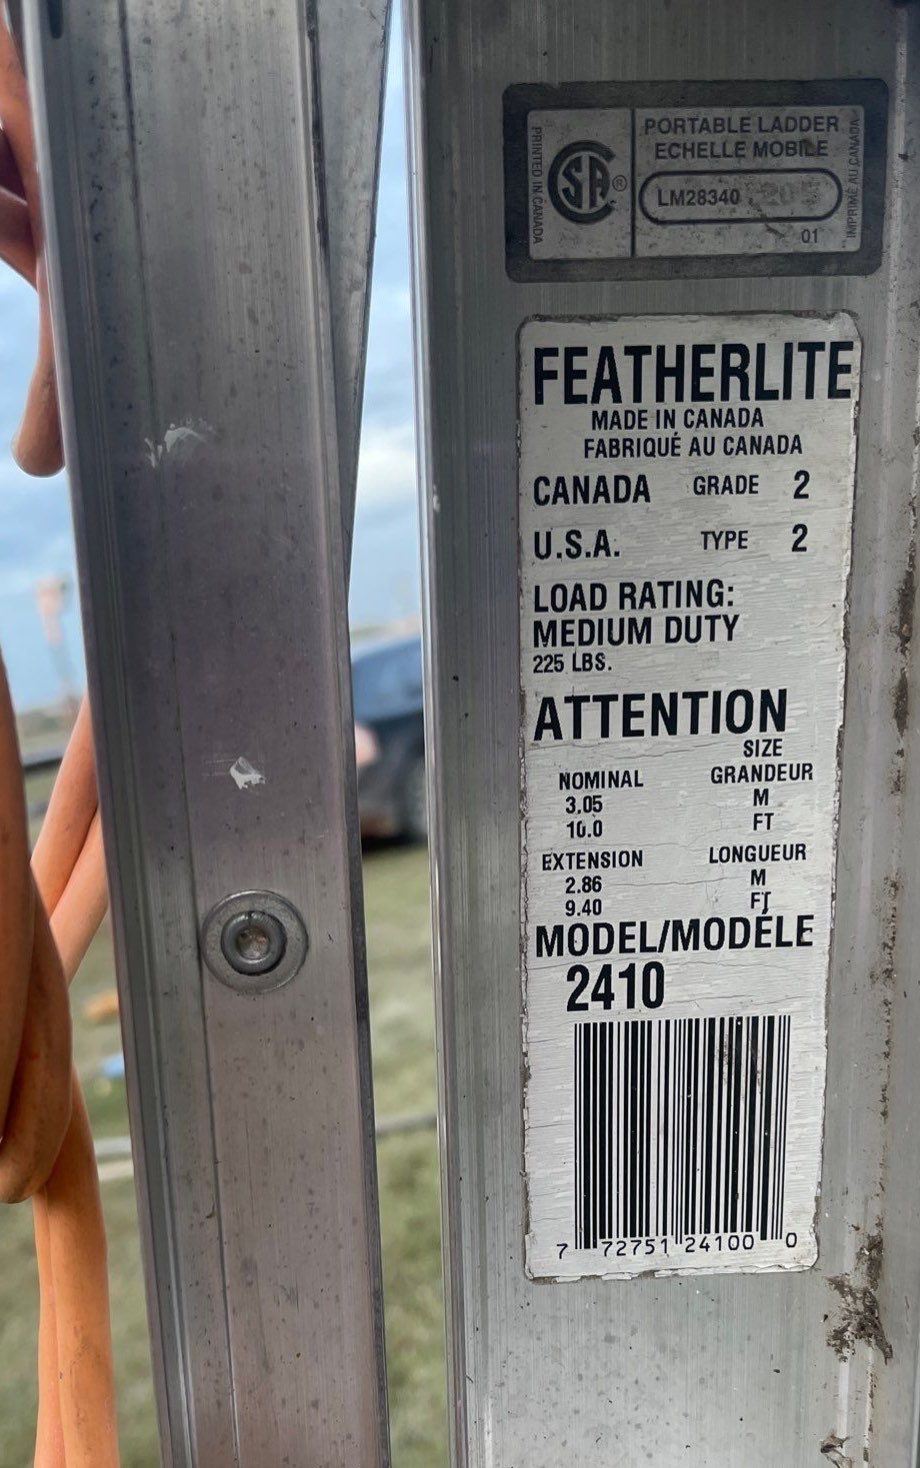 PRINTED IN CANADA
CSA®
PORTABLE LADDER
ECHELLE MOBILE
LM28340
01
IMPRIMÉ AU CANADA
FEATHERLITE
MADE IN CANADA
FABRIQUÉ AU CANADA
CANADA GRADE 2
U.S.A. TYPE 2
LOAD RATING:
MEDIUM DUTY
225 LBS.
ATTENTION
SIZE
NOMINAL GRANDEUR
3.05 M
10.0 FT
EXTENSION LONGUEUR
2.86 M
9.40 FT
MODEL/MODÉLE
2410
7 72751 24100 0